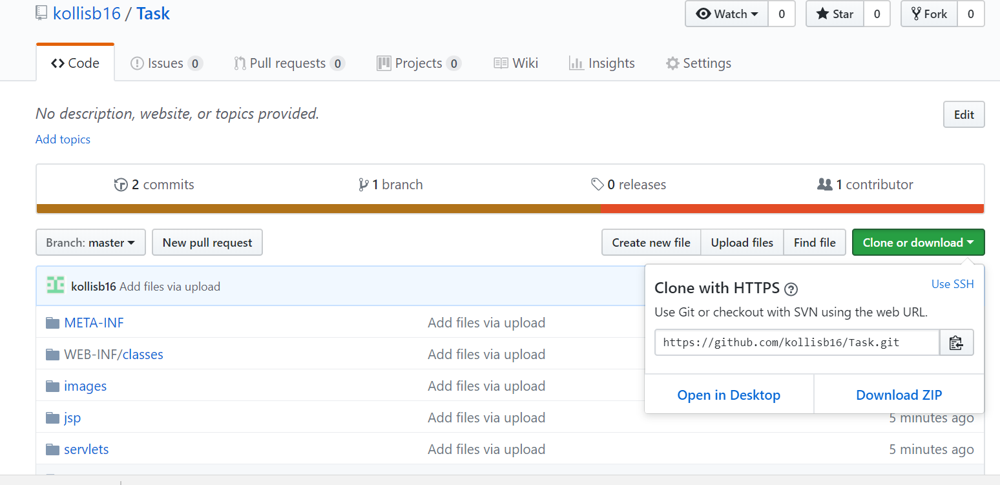 kollisb16 / Task
Watch 0 Star 0 Fork 0
Code Issues 0 Pull requests 0 Projects 0 Wiki Insights Settings
No description, website, or topics provided.
Edit
Add topics
2 commits 1 branch 0 releases 1 contributor
Branch: master New pull request Create new file Upload files Find file Clone or download
kollisb16 Add files via upload
Clone with HTTPS ?
Use SSH
Use Git or checkout with SVN using the web URL.
https://github.com/kollisb16/Task.git
Open in Desktop Download ZIP
META-INF Add files via upload
WEB-INF/classes Add files via upload
images Add files via upload
jsp Add files via upload 5 minutes ago
servlets Add files via upload 5 minutes ago